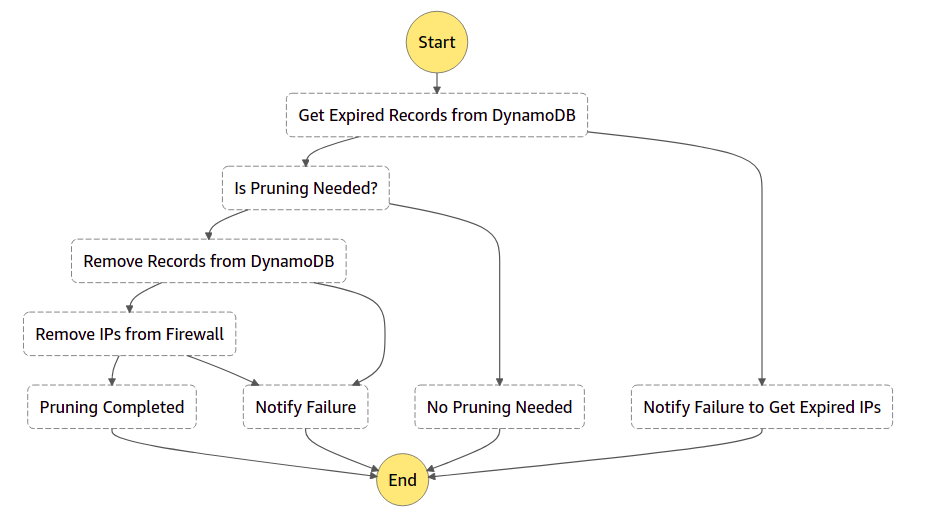 Start
Get Expired Records from DynamoDB
Is Pruning Needed?
Remove Records from DynamoDB
Remove IPs from Firewall
Pruning Completed
Notify Failure
No Pruning Needed
Notify Failure to Get Expired IPs
End